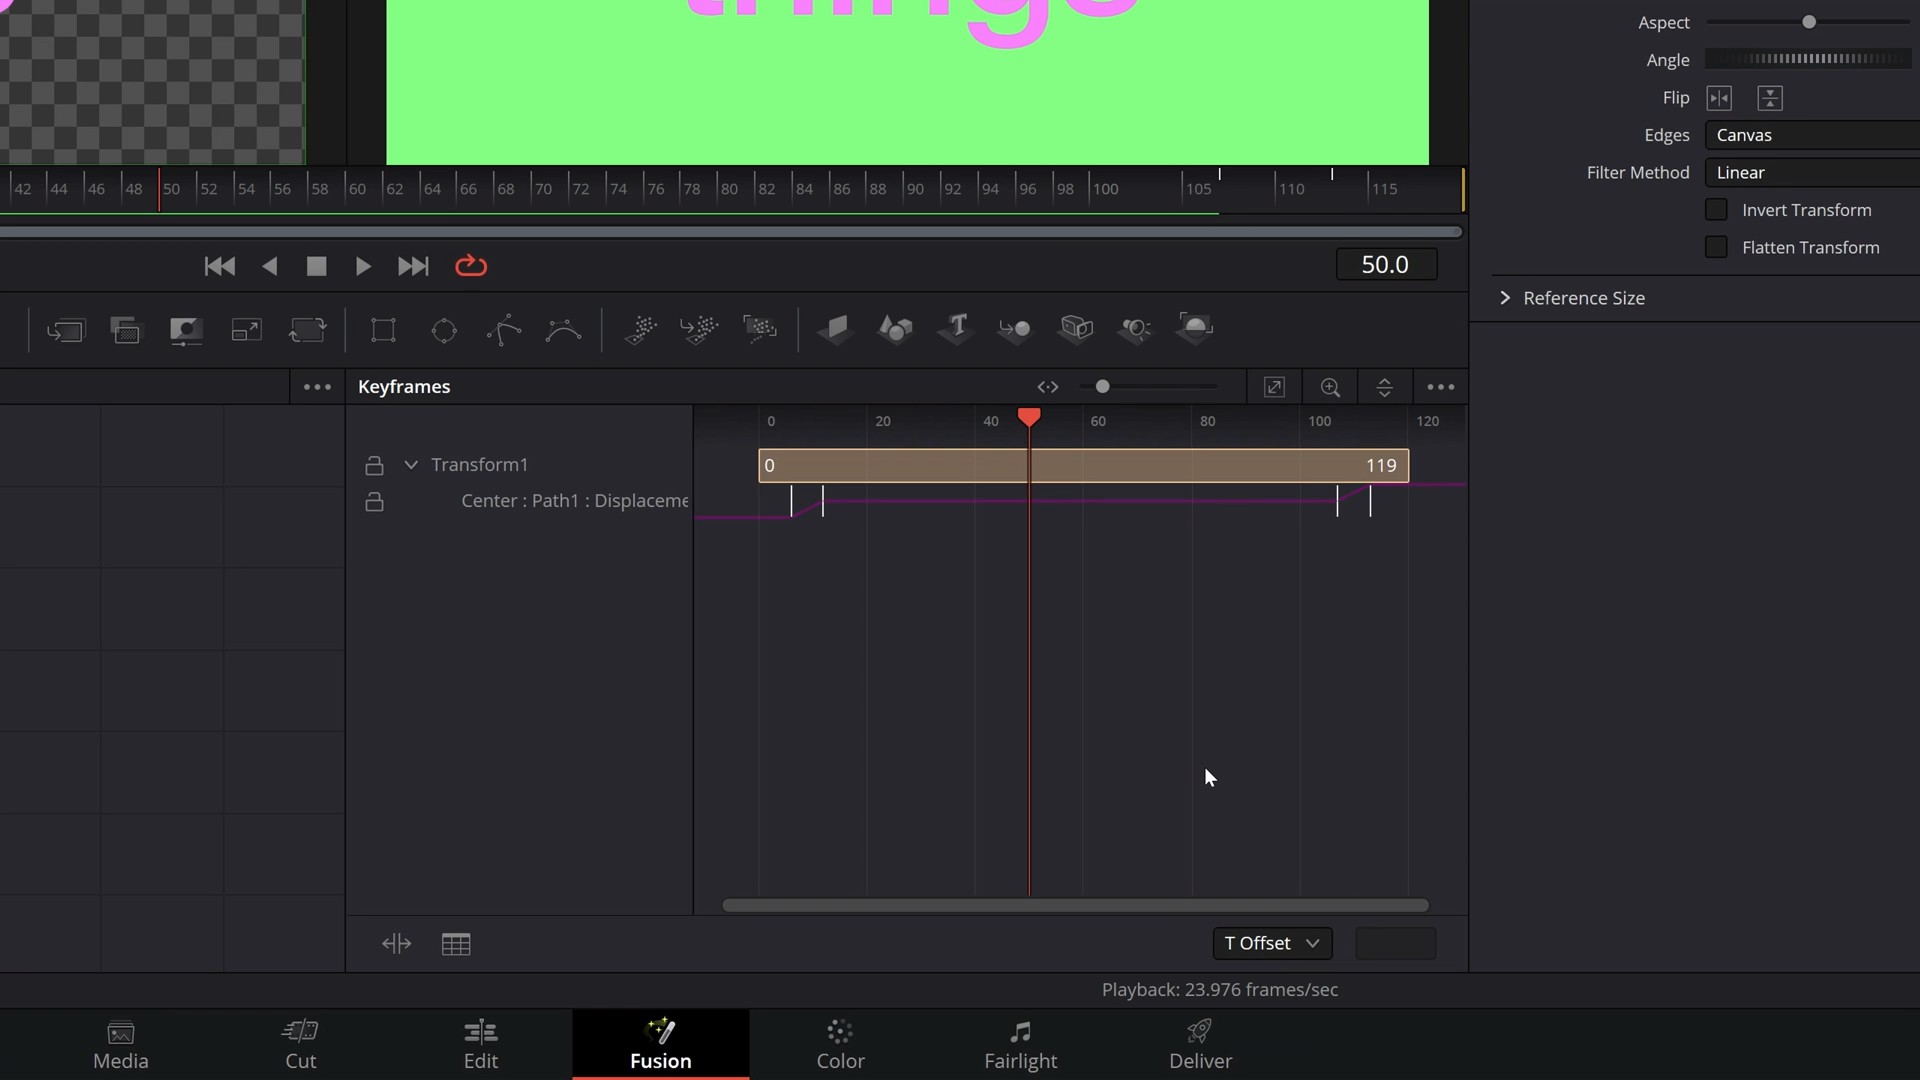 things
Aspect
Angle
Flip
Edges Canvas
Filter Method Linear
Invert Transform
Flatten Transform
Reference Size
42 44 46 48 50 52 54 56 58 60 62 64 66 68 70 72 74 76 78 80 82 84 86 88 90 92 94 96 98 100 105 110 115
50.0
Keyframes
0 20 40 60 80 100 120
Transform1
0 119
Center : Path1 : Displaceme
T Offset
Playback: 23.976 frames/sec
Media Cut Edit Fusion Color Fairlight Deliver